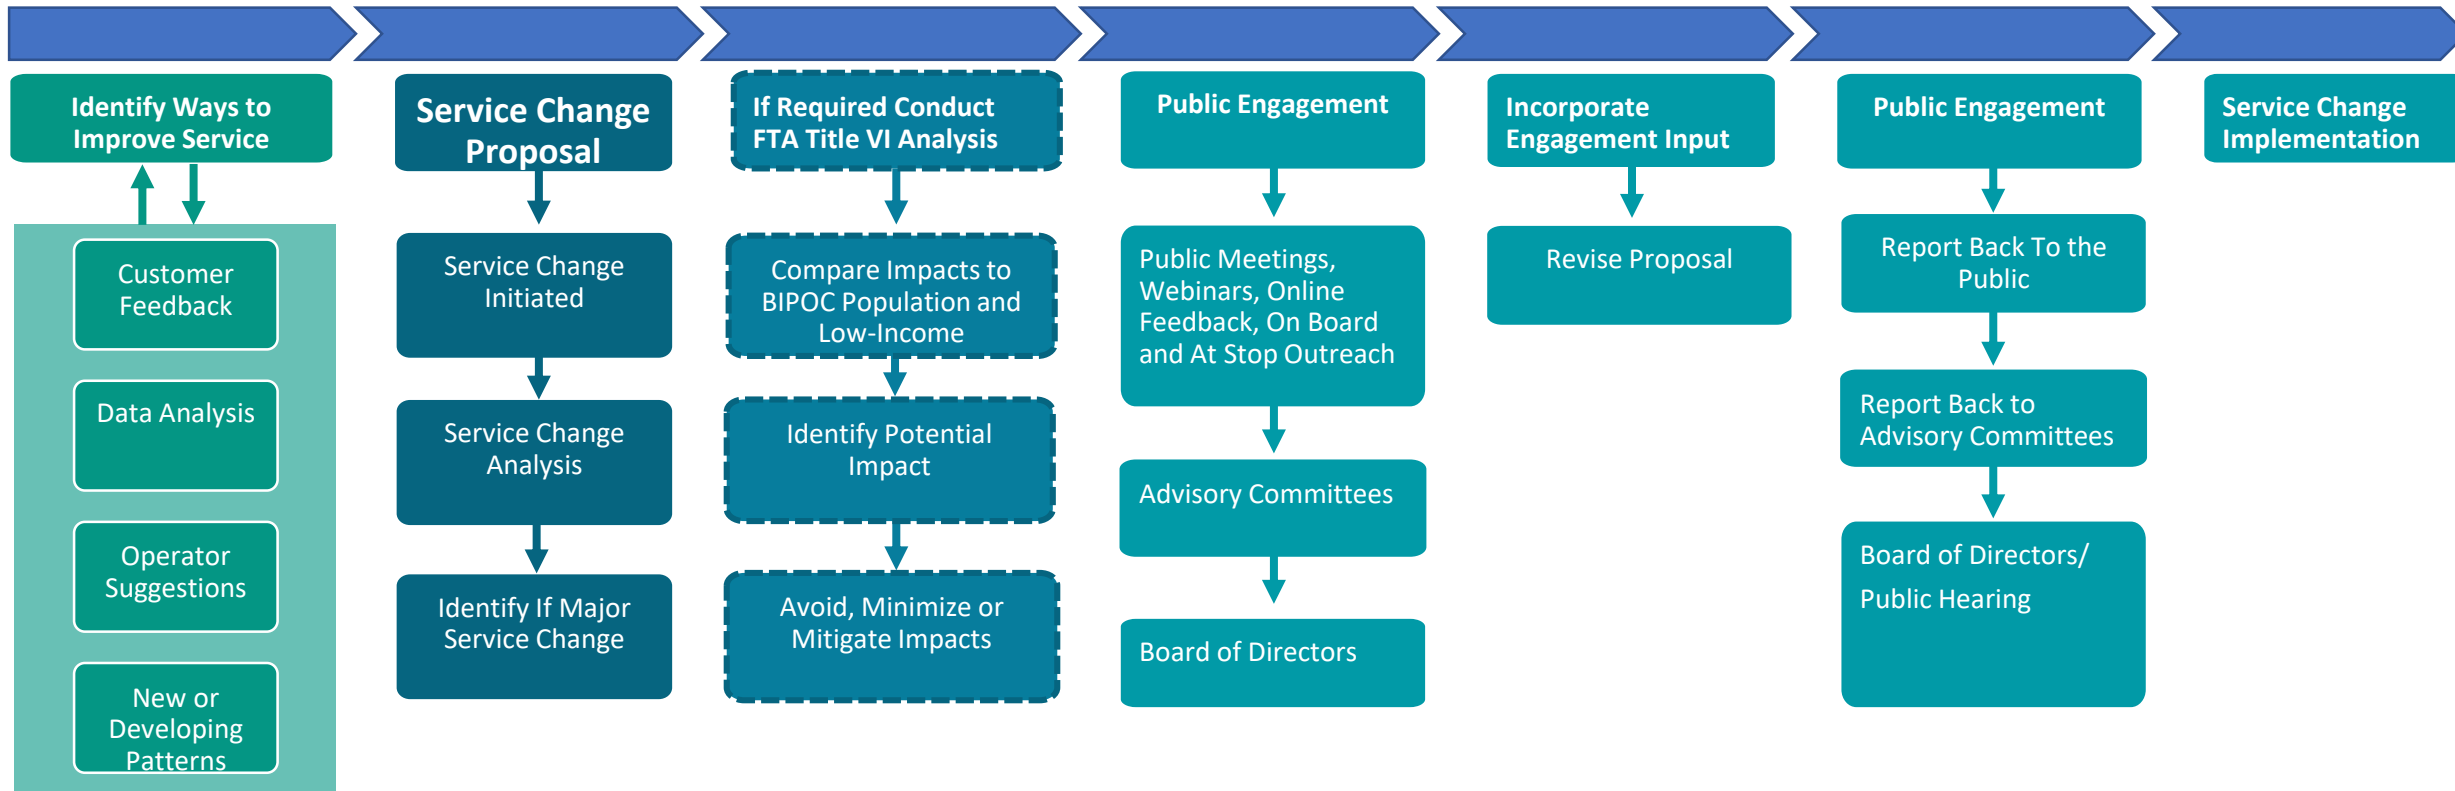 Identify Ways to
Improve Service
Customer
Feedback
Data Analysis
Operator
Suggestions
New or
Developing
Patterns
Service Change
Proposal
Service Change
Initiated
Service Change
Analysis
Identify If Major
Service Change
If Required Conduct
FTA Title VI Analysis
Compare Impacts to
BIPOC Population and
Low-Income
Identify Potential
Impact
Avoid, Minimize or
Mitigate Impacts
Public Engagement
Public Meetings,
Webinars, Online
Feedback, On Board
and At Stop Outreach
Advisory Committees
Board of Directors
Incorporate
Engagement Input
Revise Proposal
Public Engagement
Report Back To the
Public
Report Back to
Advisory Committees
Board of Directors/
Public Hearing
Service Change
Implementation